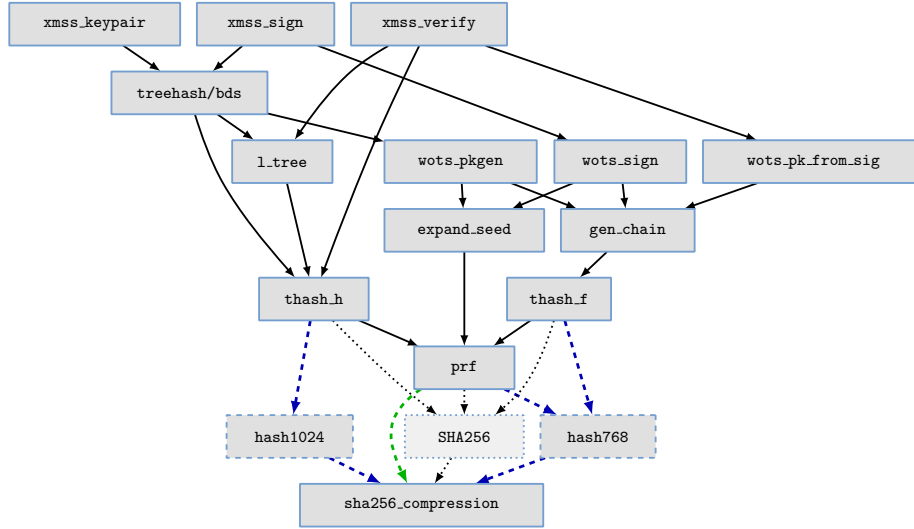 xmss_keypair
xmss_sign
xmss_verify
treehash/bds
l_tree
wots_pkgen
wots_sign
wots_pk_from_sig
expand_seed
gen_chain
thash_h
thash_f
prf
hash1024
SHA256
hash768
sha256_compression